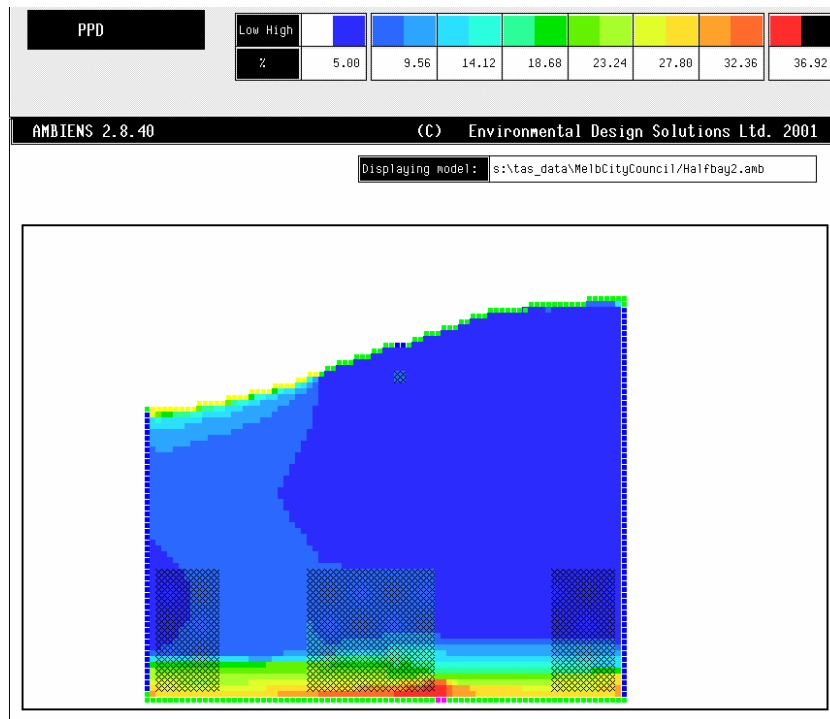 PPD
Low High
% 5.00 9.56 14.12 18.68 23.24 27.80 32.36 36.92
AMBIENS 2.8.40 (C) Environmental Design Solutions Ltd. 2001
Displaying model: s:\tas_data\MelbCityCouncil/Halfbay2.amb